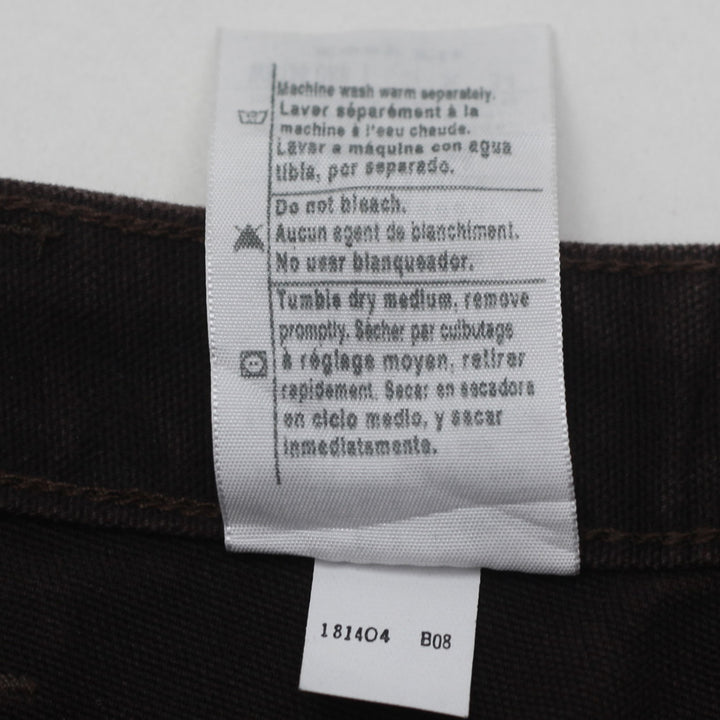 Machine wash warm separately.
Laver séparément à la
machine à l'eau chaude.
Lavar a máquina con agua
tibia, por separado.
Do not bleach.
Aucun agent de blanchiment.
No usar blanqueador.
Tumble dry medium, remove
promptly. Sécher par culbutage
à réglage moyen, retirer
rapidement. Secar en secadora
en ciclo medio, y sacar
inmediatamente.
181404 B08